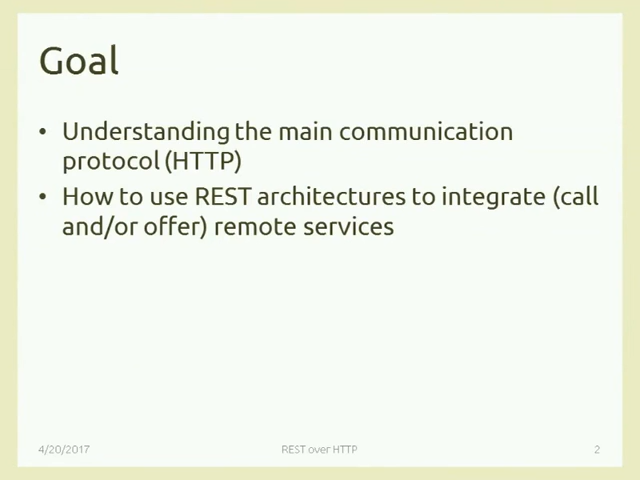 Goal
• Understanding the main communication
protocol (HTTP)
• How to use REST architectures to integrate (call
and/or offer) remote services
4/20/2017
REST over HTTP
2